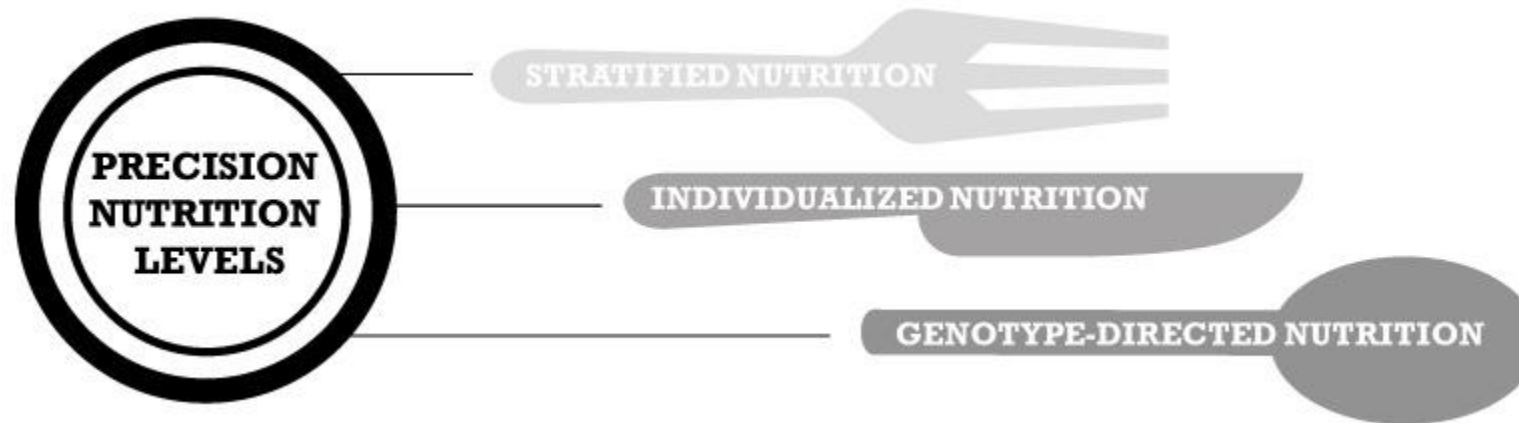 PRECISION
NUTRITION
LEVELS
STRATIFIED NUTRITION
INDIVIDUALIZED NUTRITION
GENOTYPE-DIRECTED NUTRITION